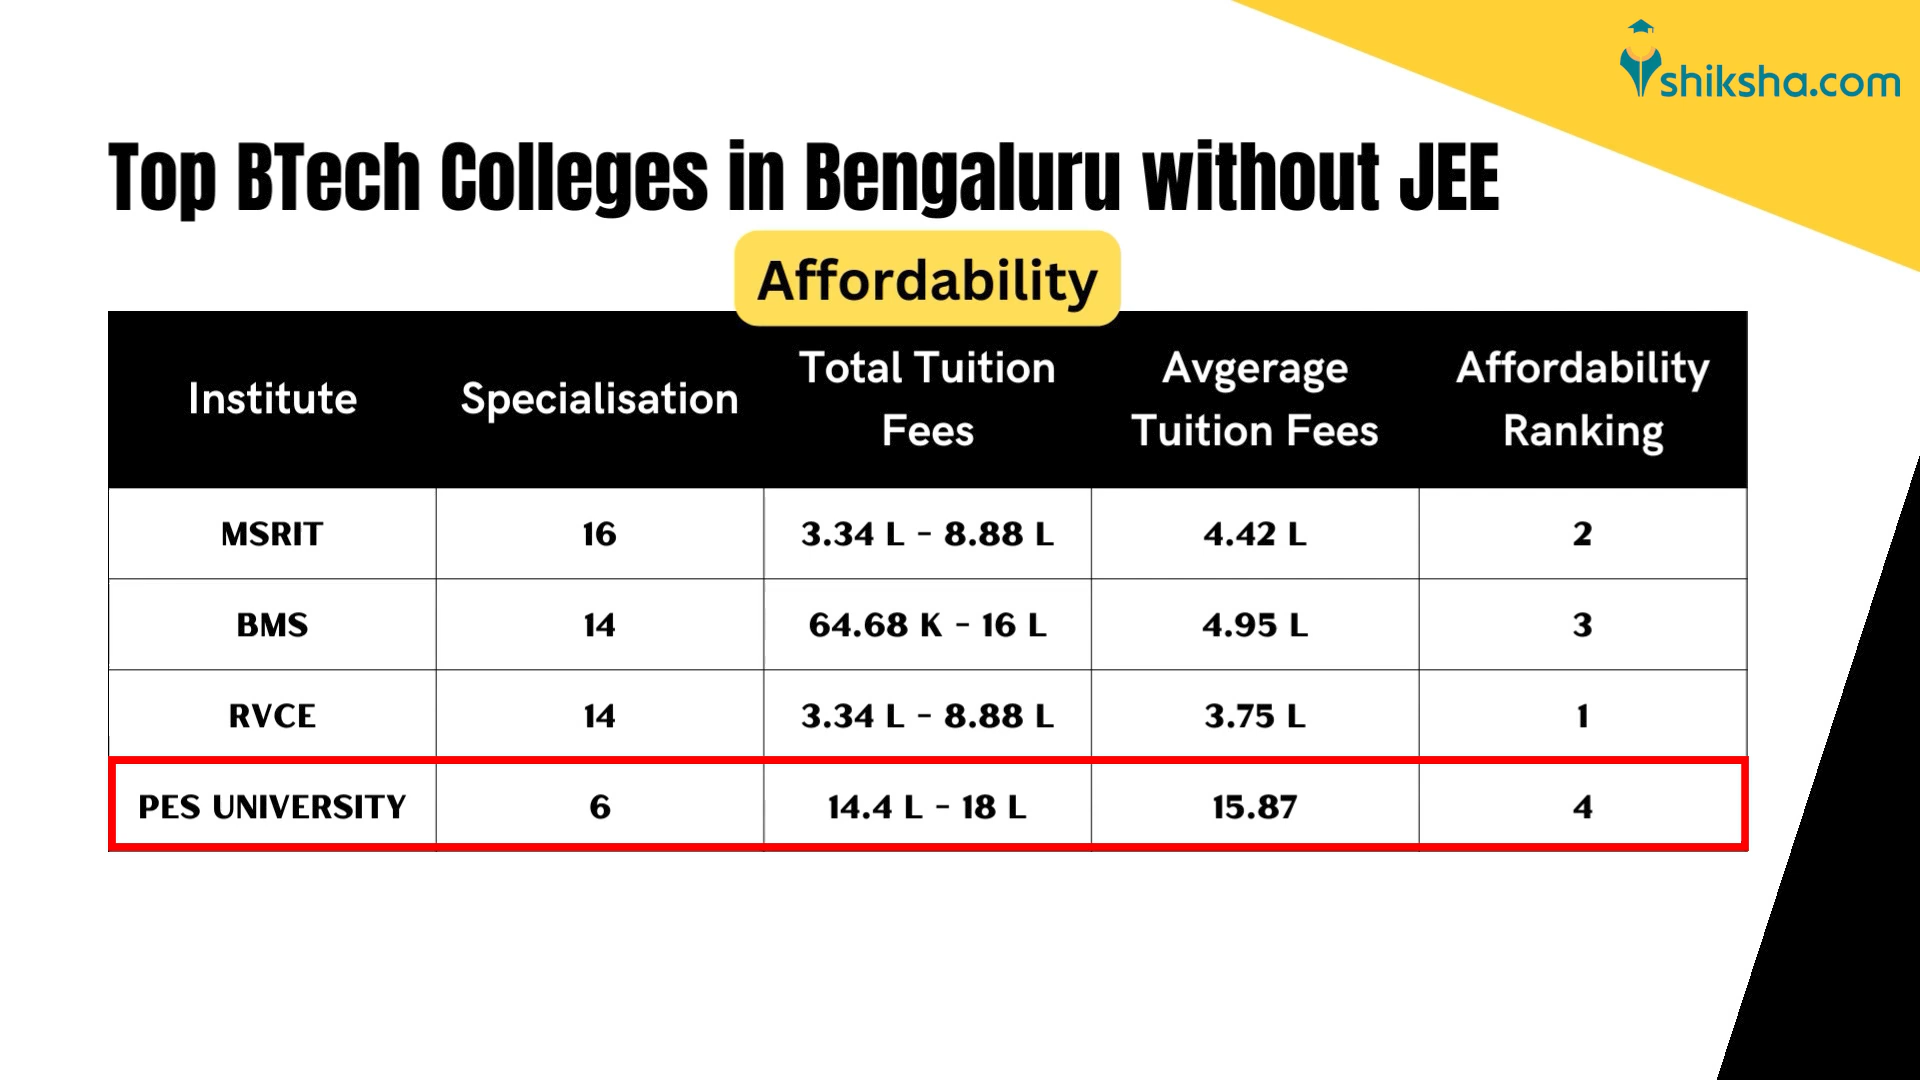 shiksha.com
Top BTech Colleges in Bengaluru without JEE
Affordability
Institute Specialisation Total Tuition Fees Avgerage Tuition Fees Affordability Ranking
MSRIT 16 3.34 L - 8.88 L 4.42 L 2
BMS 14 64.68 K - 16 L 4.95 L 3
RVCE 14 3.34 L - 8.88 L 3.75 L 1
PES UNIVERSITY 6 14.4 L - 18 L 15.87 4